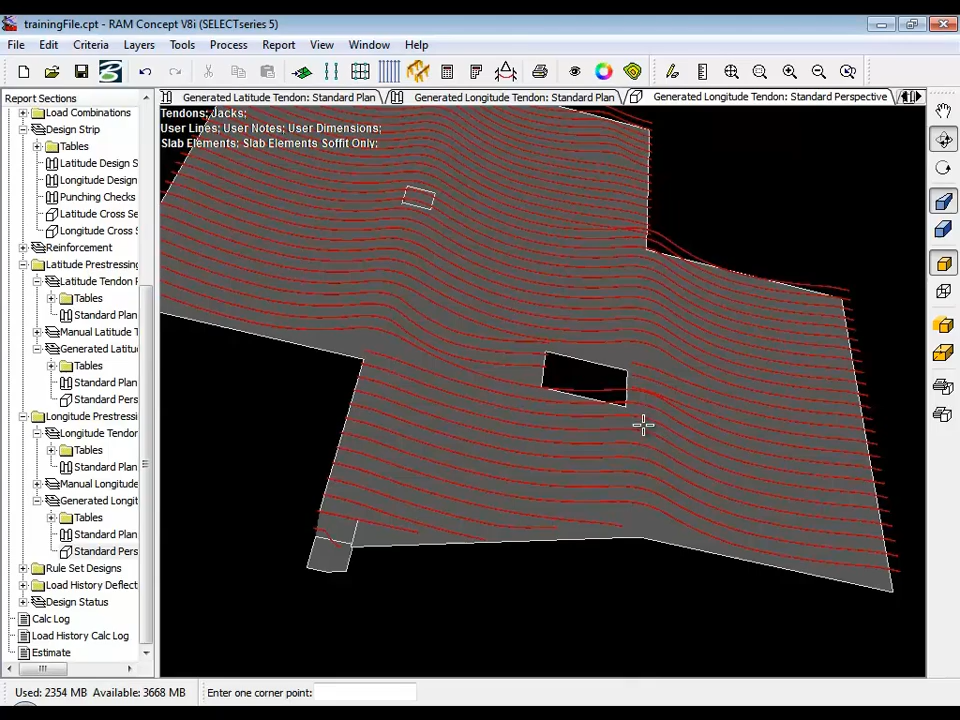 trainingFile.cpt - RAM Concept V8i (SELECTseries 5)
File Edit Criteria Layers Tools Process Report View Window Help
Report Sections
Generated Latitude Tendon: Standard Plan
Generated Longitude Tendon: Standard Plan
Generated Longitude Tendon: Standard Perspective
Tendons; Jacks;
User Lines; User Notes; User Dimensions;
Slab Elements; Slab Elements Soffit Only;
Load Combinations
Design Strip
Tables
Latitude Design S
Longitude Design
Punching Checks
Latitude Cross Se
Longitude Cross S
Reinforcement
Latitude Prestressing
Latitude Tendon P
Tables
Standard Plan
Manual Latitude T
Generated Latitu
Tables
Standard Plan
Standard Pers
Longitude Prestressi
Longitude Tendor
Tables
Standard Plan
Manual Longitude
Generated Longit
Tables
Standard Plan
Standard Pers
Rule Set Designs
Load History Deflect
Design Status
Calc Log
Load History Calc Log
Estimate
Used: 2354 MB Available: 3668 MB
Enter one corner point: